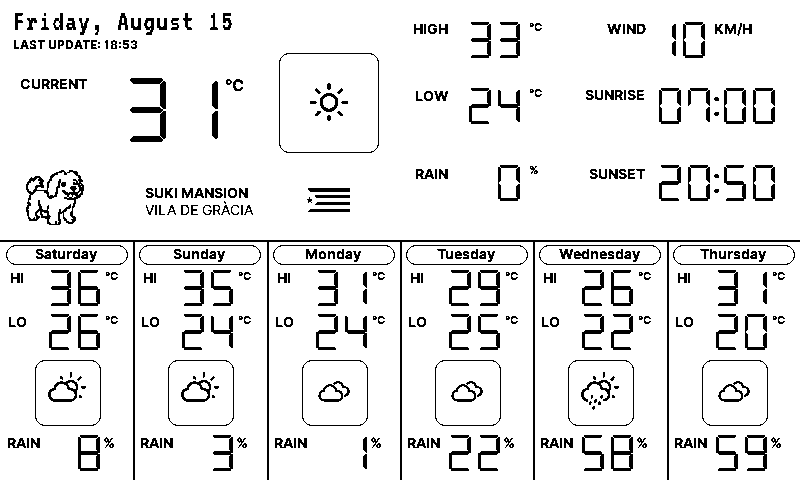 Friday, August 15
LAST UPDATE: 18:53
CURRENT 31 °C
SUKI MANSION
VILA DE GRÀCIA
HIGH 33 °C
LOW 24 °C
RAIN 0 %
WIND 10 KM/H
SUNRISE 07:00
SUNSET 20:50
Saturday
HI 36 °C
LO 26 °C
RAIN 8 %
Sunday
HI 35 °C
LO 24 °C
RAIN 3 %
Monday
HI 31 °C
LO 24 °C
RAIN 1 %
Tuesday
HI 29 °C
LO 25 °C
RAIN 22 %
Wednesday
HI 26 °C
LO 22 °C
RAIN 58 %
Thursday
HI 31 °C
LO 20 °C
RAIN 59 %